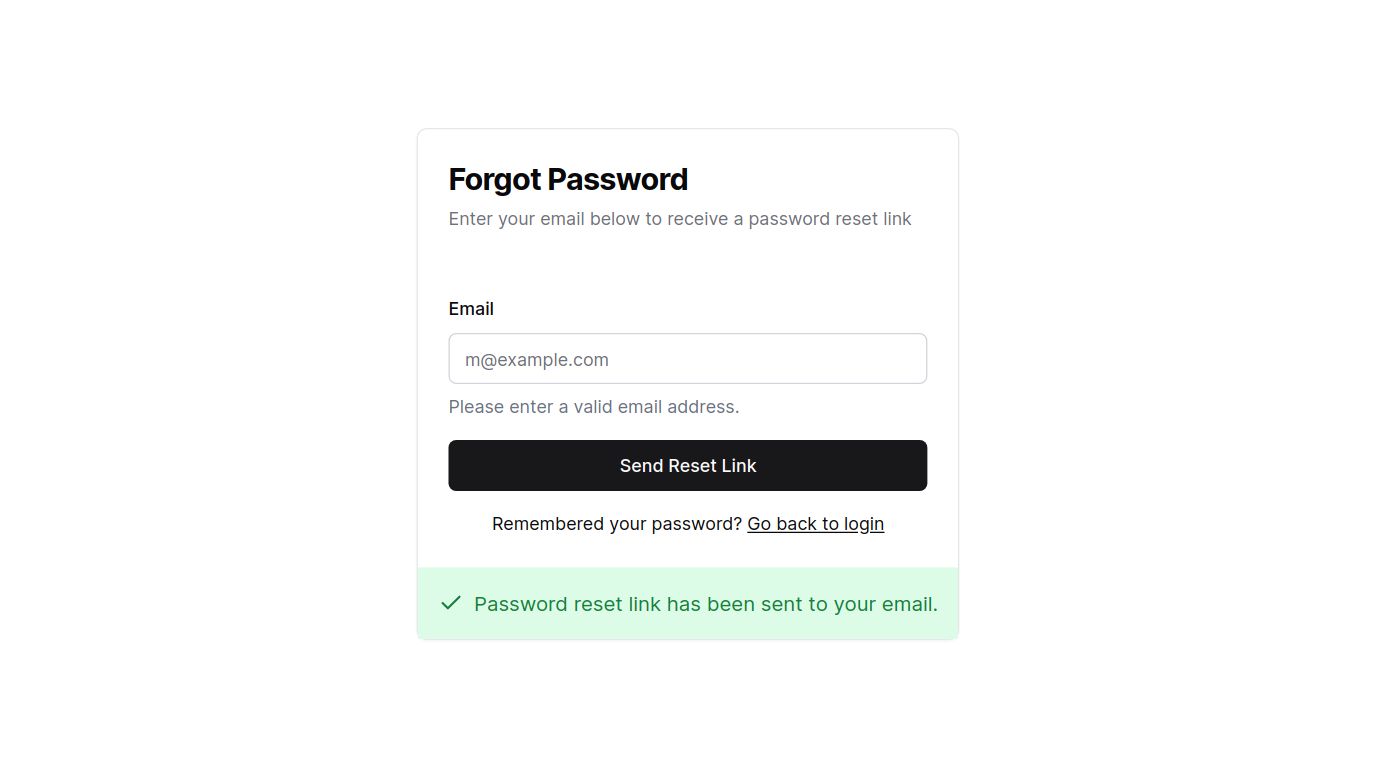 Forgot Password
Enter your email below to receive a password reset link
Email
m@example.com
Please enter a valid email address.
Send Reset Link
Remembered your password? Go back to login
Password reset link has been sent to your email.